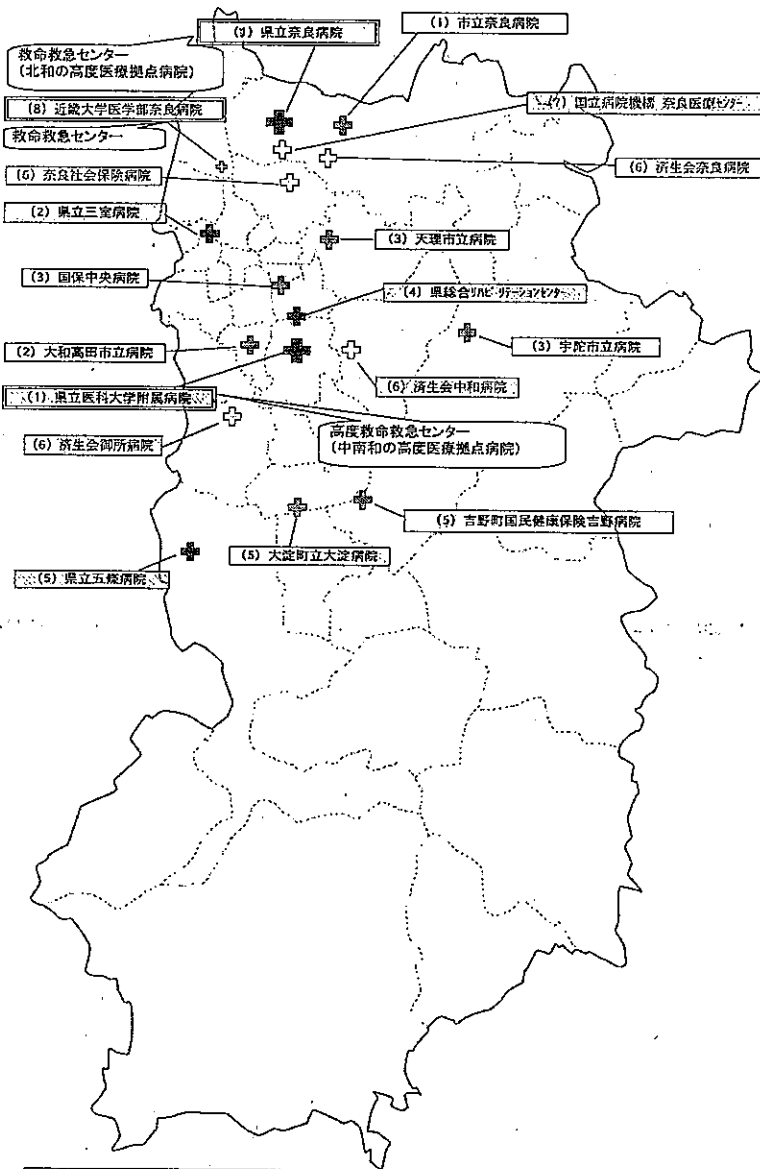 県立奈良病院
(1) 市立奈良病院
救命救急センター
(北和の高度医療拠点病院)
(7) 国立病院機構 奈良医療センター
(8) 近畿大学医学部奈良病院
救命救急センター
(6) 済生会奈良病院
奈良社会保険病院
(2) 県立三室病院
(3) 天理市立病院
(3) 国保中央病院
(4) 県総合リハビリテーションセンター
(2) 大和高田市立病院
(3) 宇陀市立病院
(6) 済生会中和病院
(1) 県立医科大学附属病院
(6) 済生会御所病院
高度救命救急センター
(中南和の高度医療拠点病院)
(5) 吉野町国民健康保険吉野病院
(5) 大淀町立大淀病院
(5) 県立五條病院